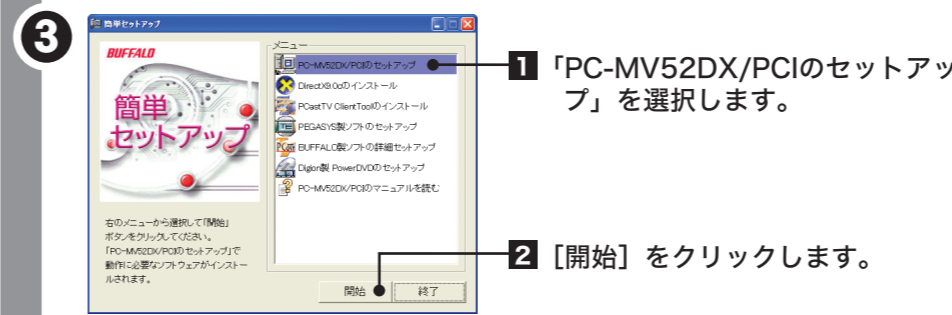 3
簡単セットアップ
BUFFALO
簡単
セットアップ
右のメニューから選択して「開始」
ボタンをクリックしてください。
「PC-MV52DX/PCIのセットアップ」で
動作に必要なソフトウェアがインストー
ルされます。
メニュー
PC-MV52DX/PCIのセットアップ
DirectX9.0cのインストール
PCastTV ClientToolのインストール
PEGASYS製ソフトのセットアップ
BUFFALO製ソフトの詳細セットアップ
Digion製 PowerDVDのセットアップ
PC-MV52DX/PCIのマニュアルを読む
開始
終了
1 「PC-MV52DX/PCIのセットアッ
プ」を選択します。
2 [開始] をクリックします。